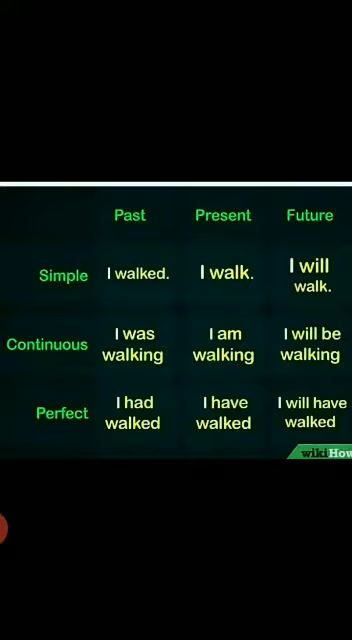 Past Present Future
Simple I walked. I walk. I will
walk.
Continuous I was I am I will be
walking walking walking
Perfect I had I have I will have
walked walked walked
wikiHow